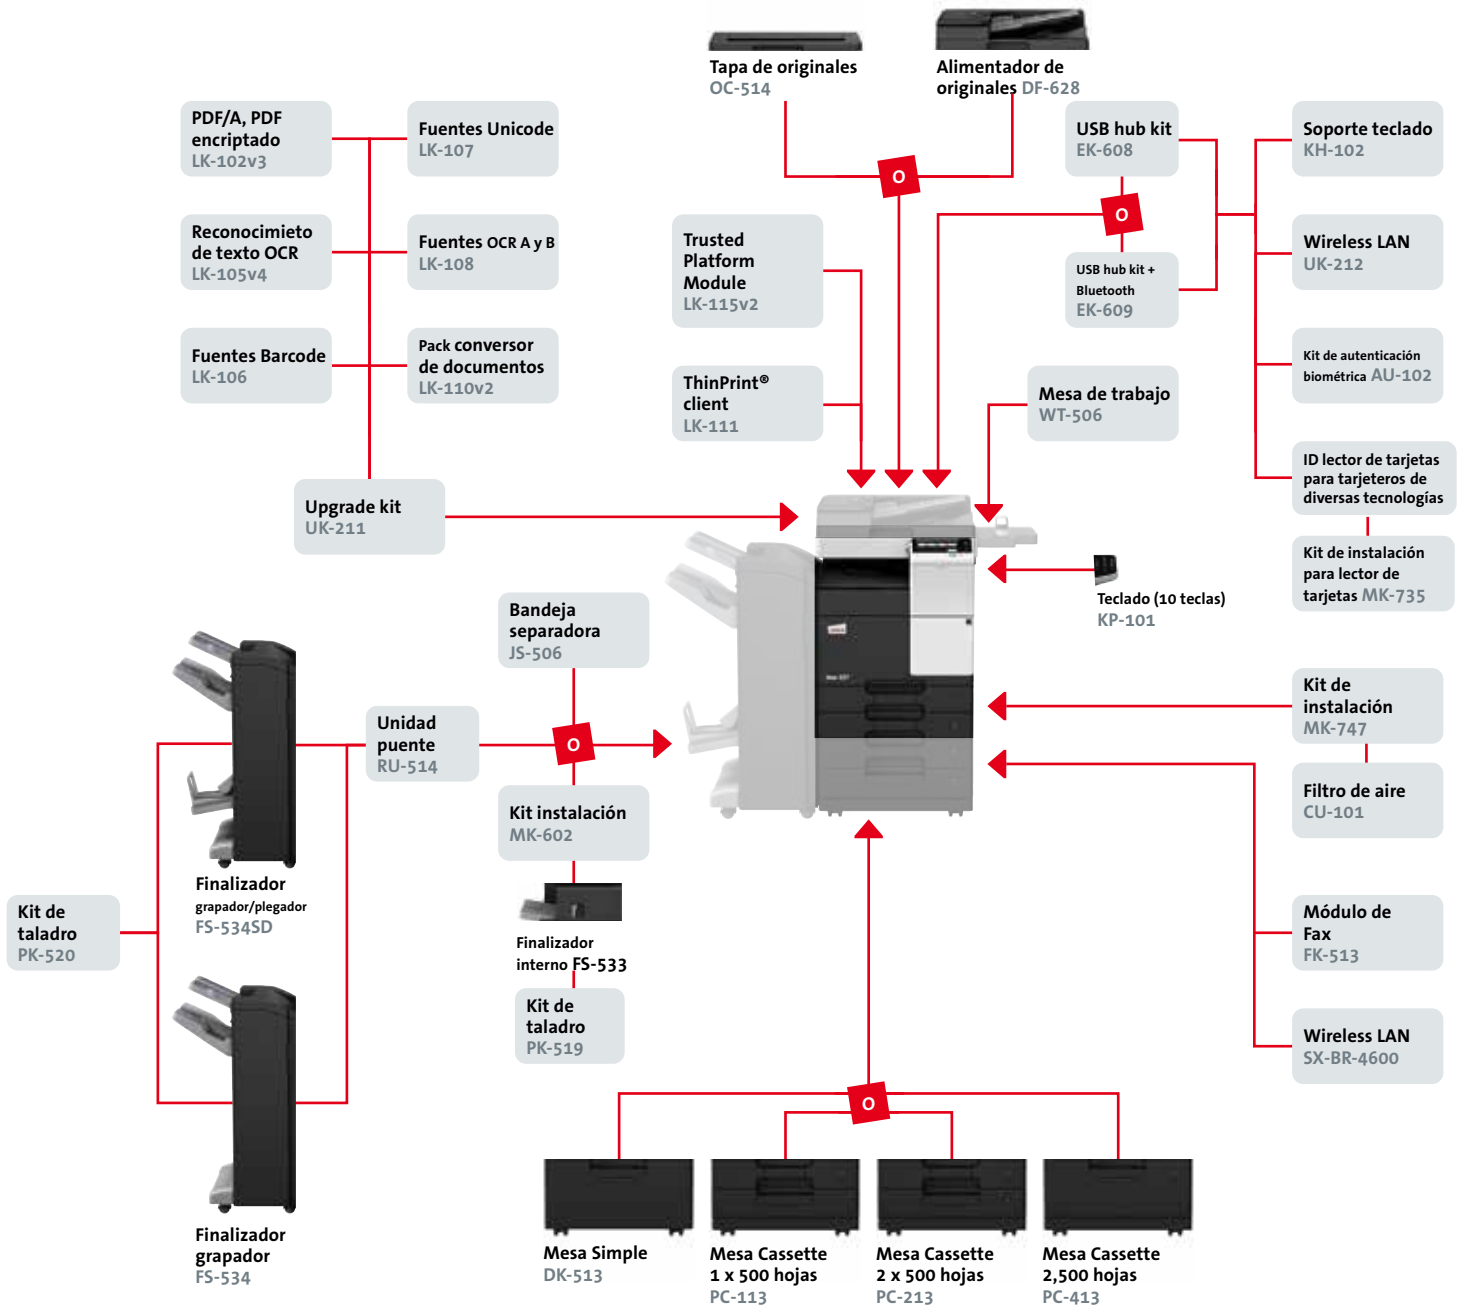 Tapa de originales
OC-514
Alimentador de
originales DF-628
PDF/A, PDF
encriptado
LK-102v3
Fuentes Unicode
LK-107
USB hub kit
EK-608
Soporte teclado
KH-102
O
O
Reconocimieto
de texto OCR
LK-105v4
Fuentes OCR A y B
LK-108
Trusted
Platform
Module
LK-115v2
USB hub kit +
Bluetooth
EK-609
Wireless LAN
UK-212
Fuentes Barcode
LK-106
Pack conversor
de documentos
LK-110v2
ThinPrint®
client
LK-111
Mesa de trabajo
WT-506
Kit de autenticación
biométrica AU-102
ID lector de tarjetas
para tarjeteros de
diversas tecnologías
Upgrade kit
UK-211
Kit de instalación
para lector de
tarjetas MK-735
Teclado (10 teclas)
KP-101
Bandeja
separadora
JS-506
Unidad
puente
RU-514
O
Kit de
instalación
MK-747
Kit instalación
MK-602
Filtro de aire
CU-101
Finalizador
grapador/plegador
FS-534SD
Kit de
taladro
PK-520
Finalizador
interno FS-533
Módulo de
Fax
FK-513
Kit de
taladro
PK-519
Wireless LAN
SX-BR-4600
O
Finalizador
grapador
FS-534
Mesa Simple
DK-513
Mesa Cassette
1 x 500 hojas
PC-113
Mesa Cassette
2 x 500 hojas
PC-213
Mesa Cassette
2,500 hojas
PC-413